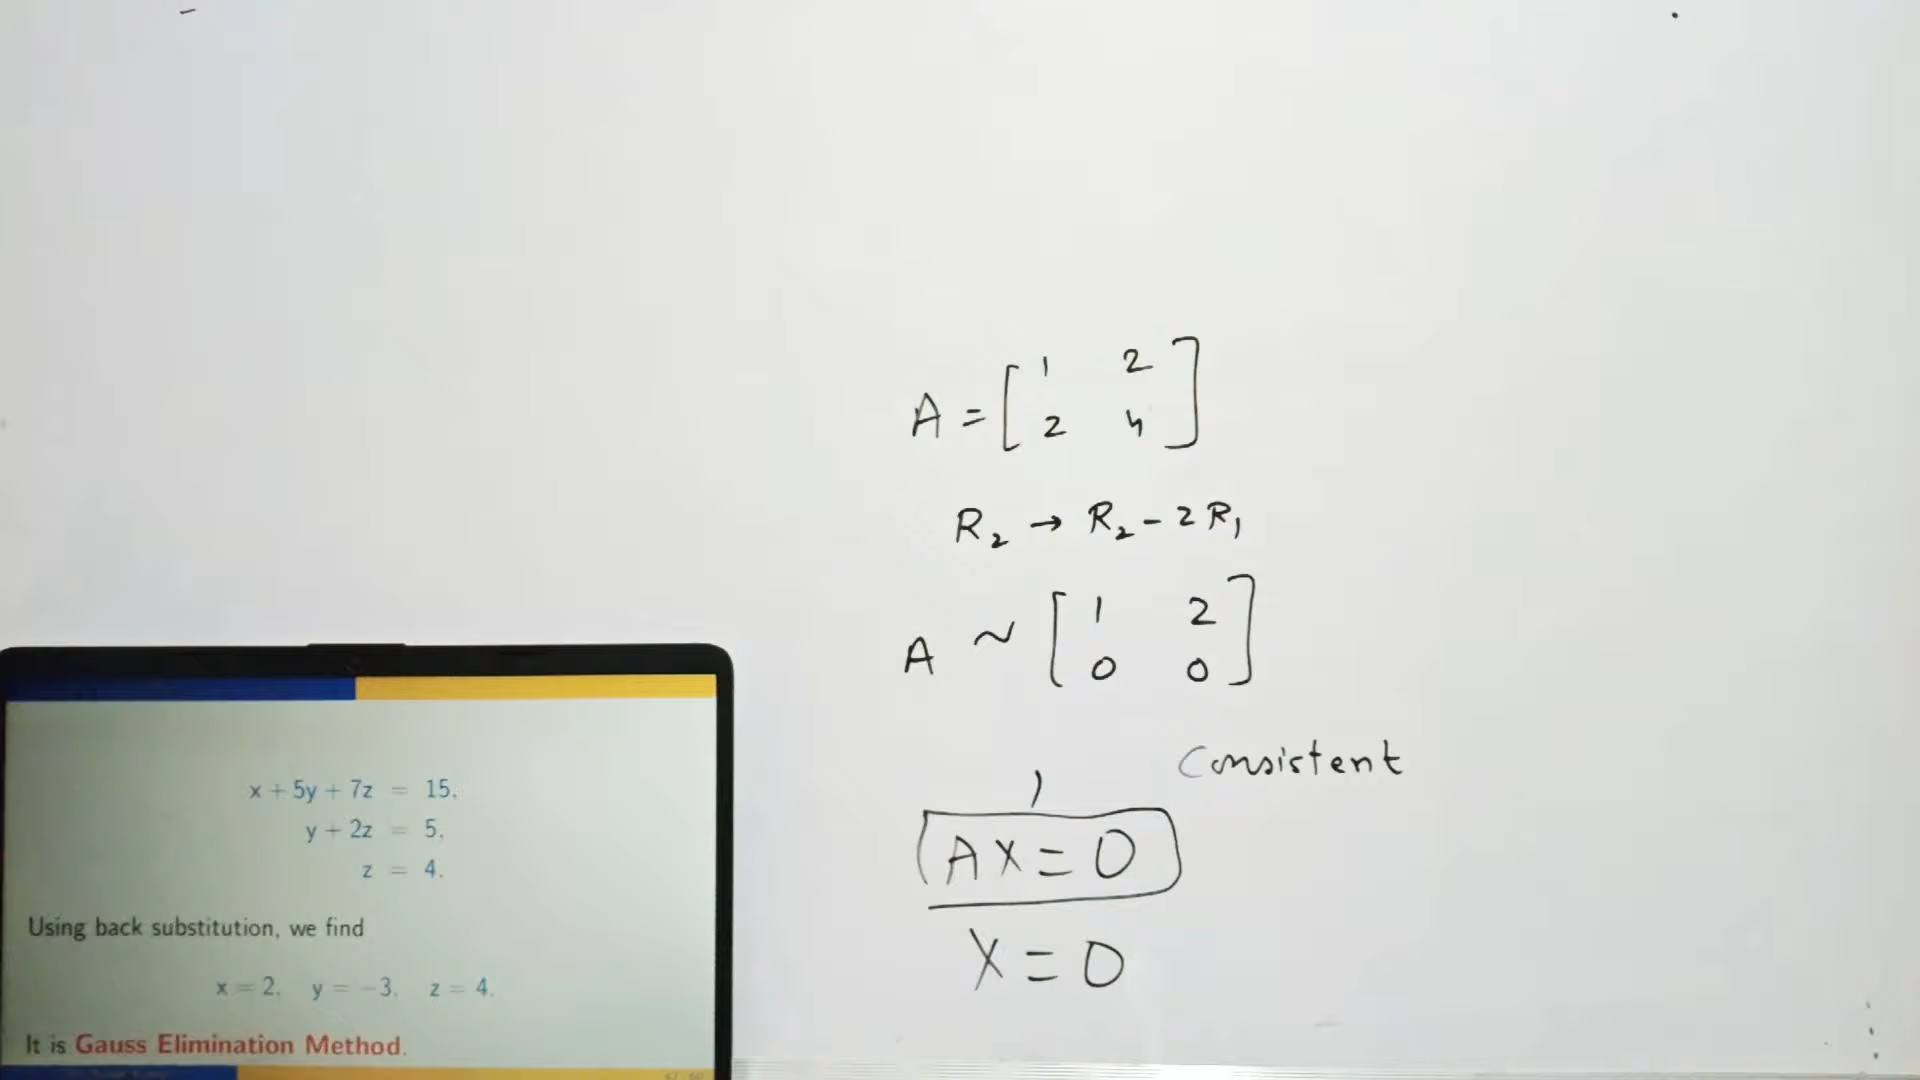 A = [ 1 2
2 4 ]
R₂ → R₂ - 2R₁
A ~ [ 1 2
0 0 ]
Consistent
AX = 0
X = 0
x + 5y + 7z = 15,
y + 2z = 5,
z = 4.
Using back substitution, we find
x = 2, y = -3, z = 4.
It is Gauss Elimination Method.